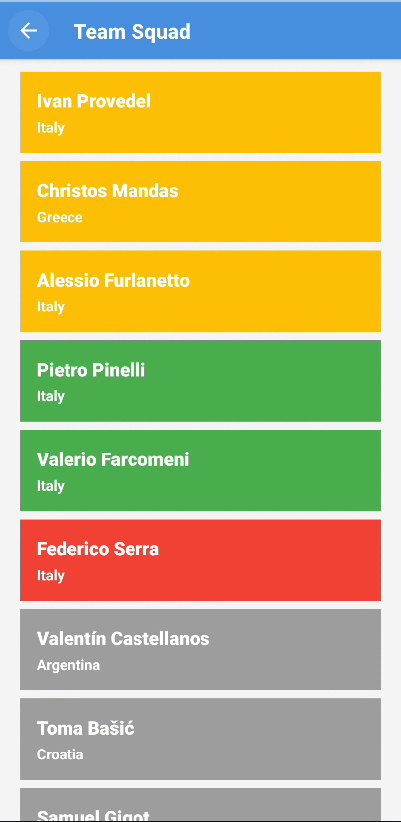 Team Squad
Ivan Provedel
Italy
Christos Mandas
Greece
Alessio Furlanetto
Italy
Pietro Pinelli
Italy
Valerio Farcomeni
Italy
Federico Serra
Italy
Valentín Castellanos
Argentina
Toma Bašić
Croatia
Samuel Gigot